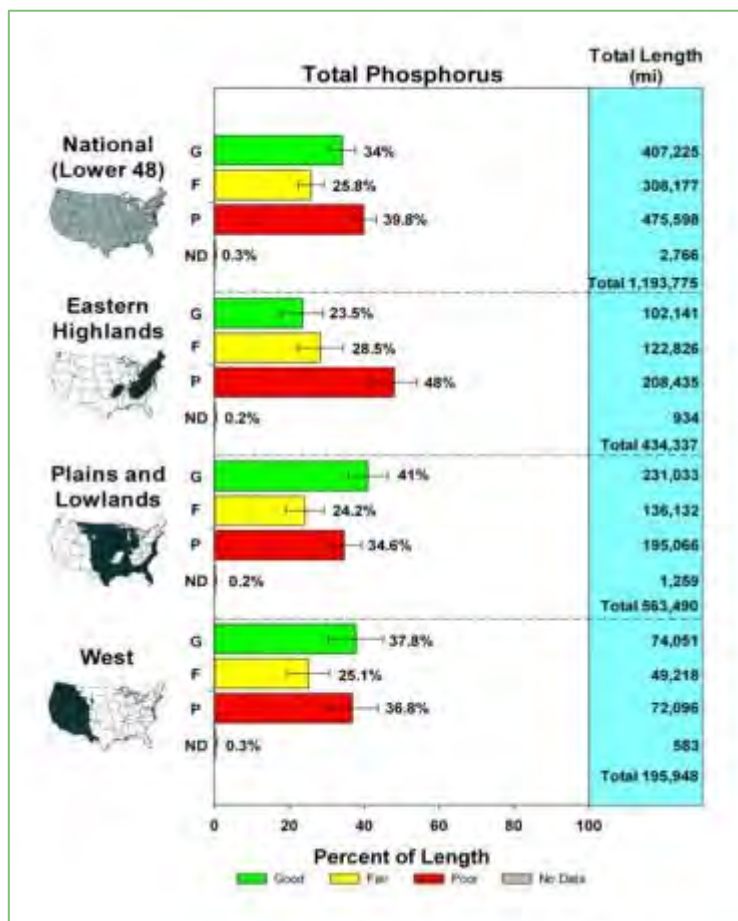 Total Phosphorus
Total Length
(mi)
National
(Lower 48)
G 34% 407,225
F 25.8% 308,177
P 39.8% 475,598
ND 0.3% 2,766
Total 1,193,775
Eastern
Highlands
G 23.5% 102,141
F 28.5% 122,826
P 48% 208,435
ND 0.2% 934
Total 434,337
Plains and
Lowlands
G 41% 231,033
F 24.2% 136,132
P 34.6% 195,066
ND 0.2% 1,259
Total 563,490
West
G 37.8% 74,051
F 25.1% 49,218
P 36.8% 72,096
ND 0.3% 583
Total 195,948
0 20 40 60 80 100
Percent of Length
Good Fair Poor No Data